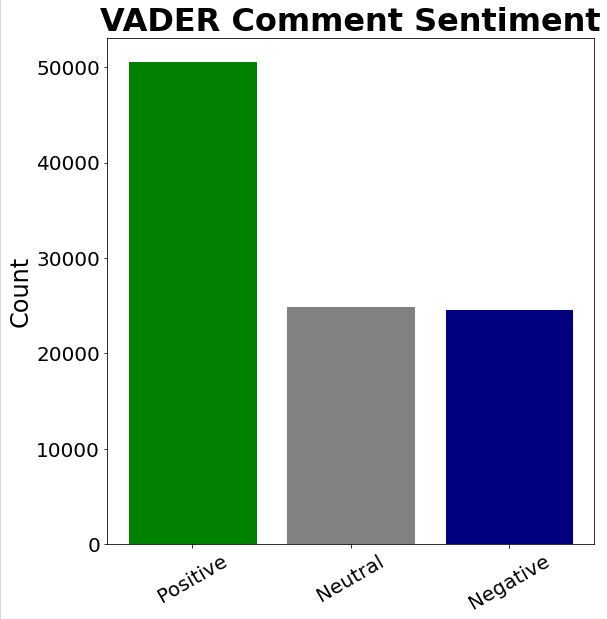 VADER Comment Sentiment
Count
50000
40000
30000
20000
10000
0
Positive
Neutral
Negative